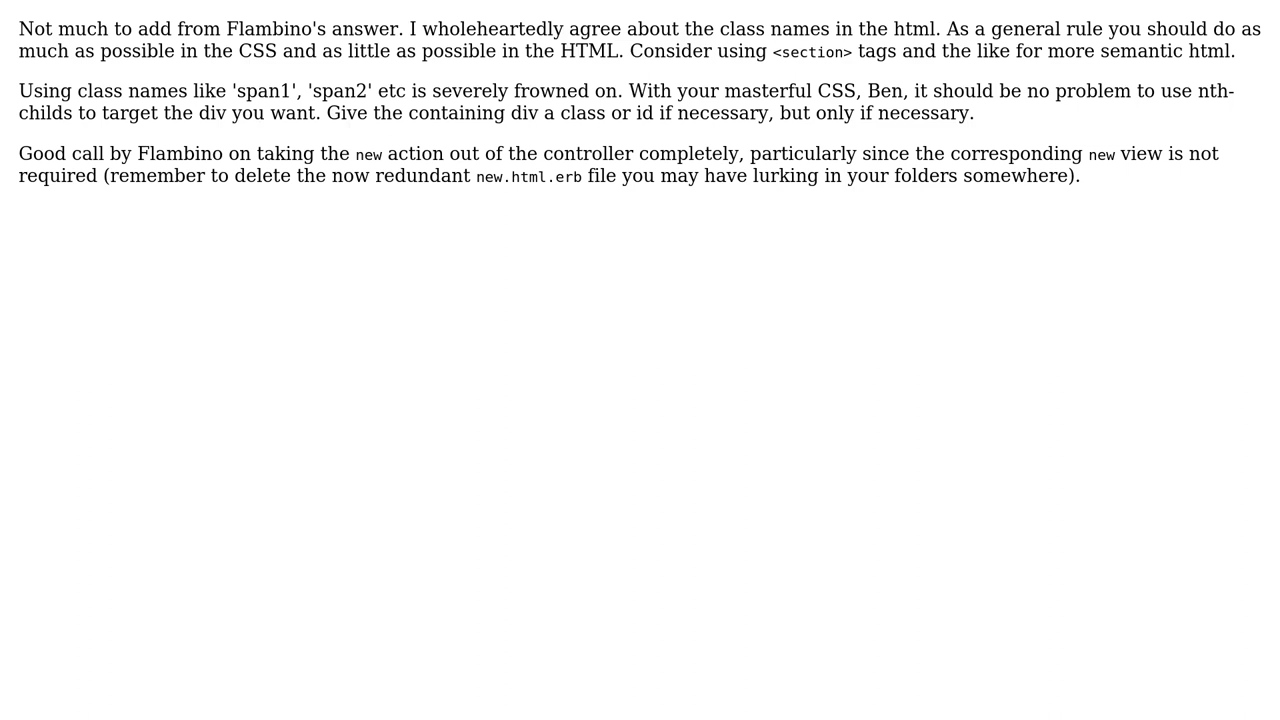 Not much to add from Flambino's answer. I wholeheartedly agree about the class names in the html. As a general rule you should do as
much as possible in the CSS and as little as possible in the HTML. Consider using <section> tags and the like for more semantic html.
Using class names like 'span1', 'span2' etc is severely frowned on. With your masterful CSS, Ben, it should be no problem to use nth-
childs to target the div you want. Give the containing div a class or id if necessary, but only if necessary.
Good call by Flambino on taking the new action out of the controller completely, particularly since the corresponding new view is not
required (remember to delete the now redundant new.html.erb file you may have lurking in your folders somewhere).